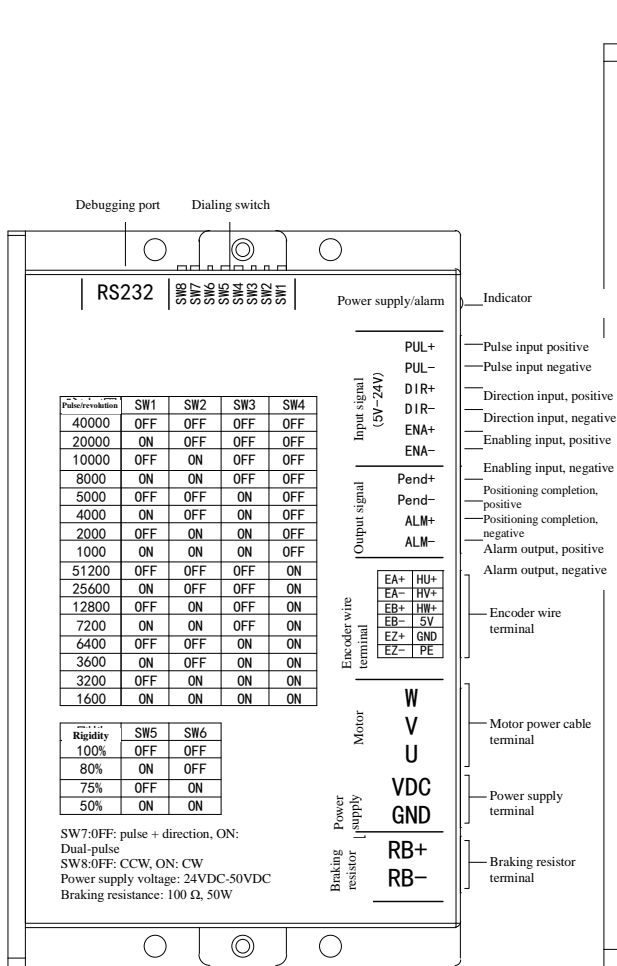 Debugging port Dialing switch
RS232
SW8 SW7 SW6 SW5 SW4 SW3 SW2 SW1
Power supply/alarm
Indicator
Input signal
(5V-24V)
PUL+ Pulse input positive
PUL- Pulse input negative
DIR+ Direction input, positive
DIR- Direction input, negative
ENA+ Enabling input, positive
ENA- Enabling input, negative
Output signal
Pend+ Positioning completion,
positive
Pend- Positioning completion,
negative
ALM+ Alarm output, positive
ALM- Alarm output, negative
Pulse/revolution SW1 SW2 SW3 SW4
40000 OFF OFF OFF OFF
20000 ON OFF OFF OFF
10000 OFF ON OFF OFF
8000 ON ON OFF OFF
5000 OFF OFF ON OFF
4000 ON OFF ON OFF
2000 OFF ON ON OFF
1000 ON ON ON OFF
51200 OFF OFF OFF ON
25600 ON OFF OFF ON
12800 OFF ON OFF ON
7200 ON ON OFF ON
6400 OFF OFF ON ON
3600 ON OFF ON ON
3200 OFF ON ON ON
1600 ON ON ON ON
Encoder wire
terminal
EA+ HU+
EA- HV+
EB+ HW+
EB- 5V
EZ+ GND
EZ- PE
Encoder wire
terminal
Motor
W
V
U
Motor power cable
terminal
Rigidity SW5 SW6
100% OFF OFF
80% ON OFF
75% OFF ON
50% ON ON
Power
supply
VDC
GND
Power supply
terminal
SW7:OFF: pulse + direction, ON:
Dual-pulse
SW8:OFF: CCW, ON: CW
Power supply voltage: 24VDC-50VDC
Braking resistance: 100 Ω, 50W
Braking
resistor
RB+
RB-
Braking resistor
terminal